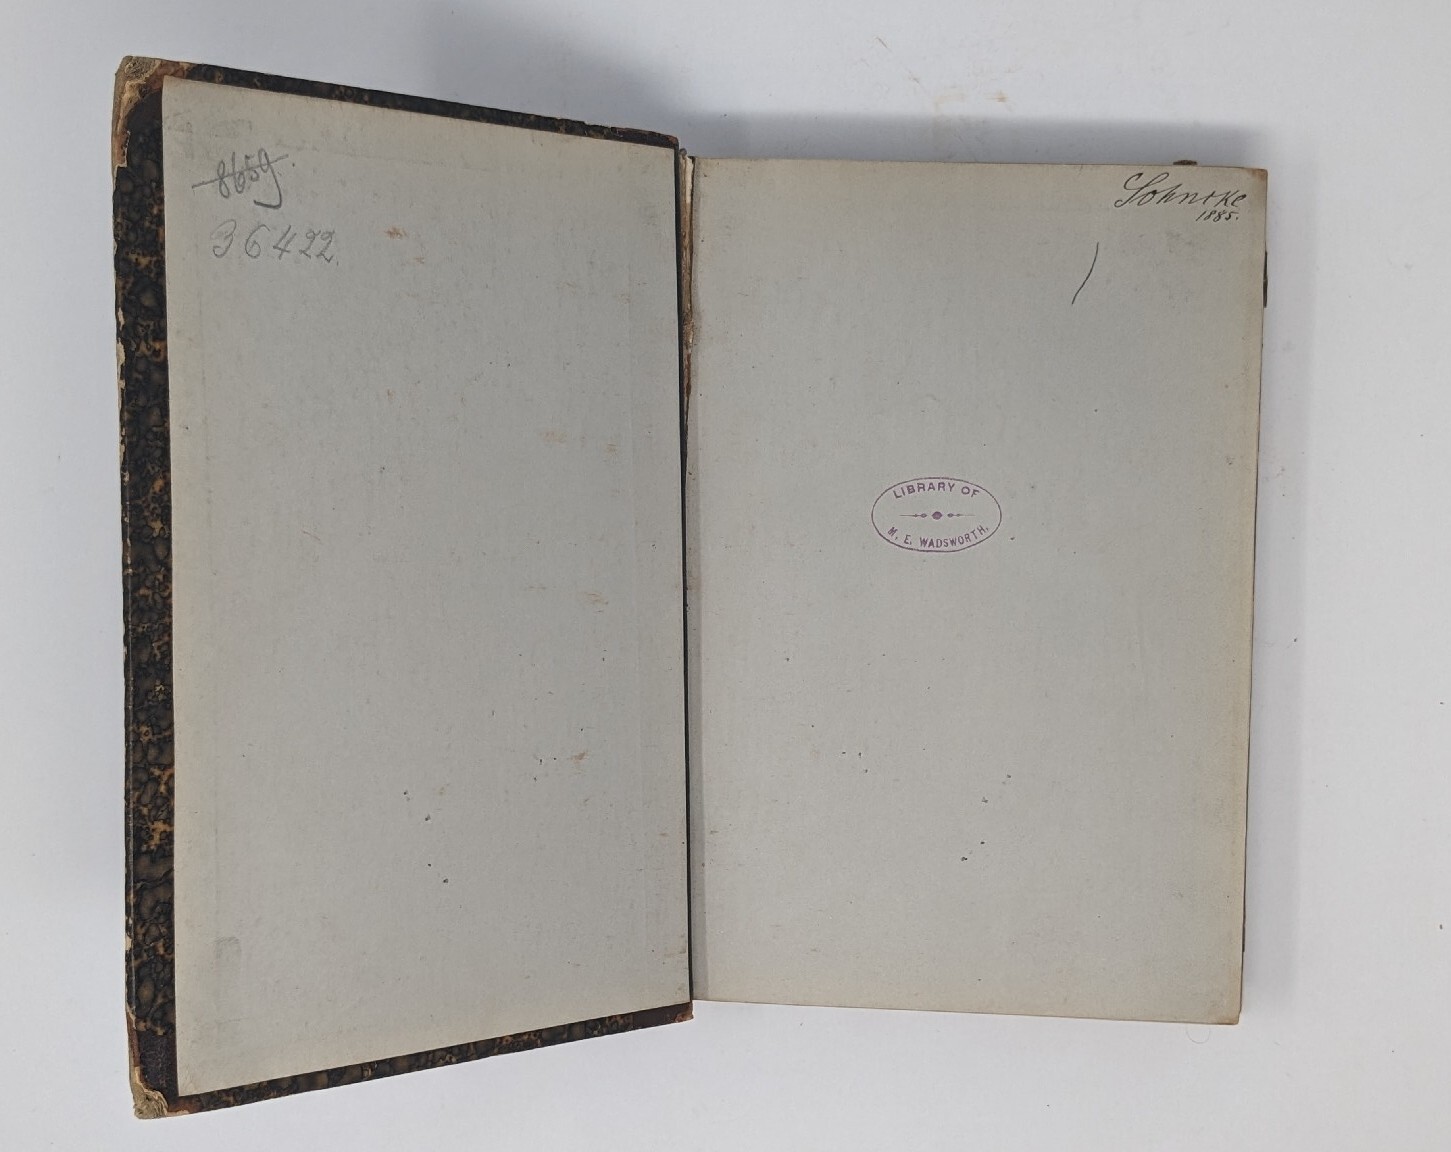 8659.
36422.
Sohncke
1885.
LIBRARY OF
M. E. WADSWORTH.